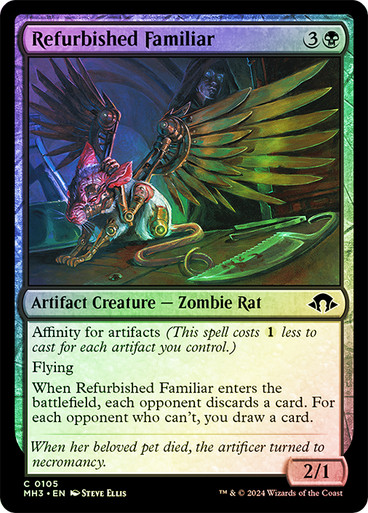 Refurbished Familiar 3
Artifact Creature — Zombie Rat
Affinity for artifacts (This spell costs 1 less to
cast for each artifact you control.)
Flying
When Refurbished Familiar enters the
battlefield, each opponent discards a card. For
each opponent who can't, you draw a card.
When her beloved pet died, the artificer turned to
necromancy.
2/1
C 0105
MH3 • EN Steve Ellis
™ & © 2024 Wizards of the Coast